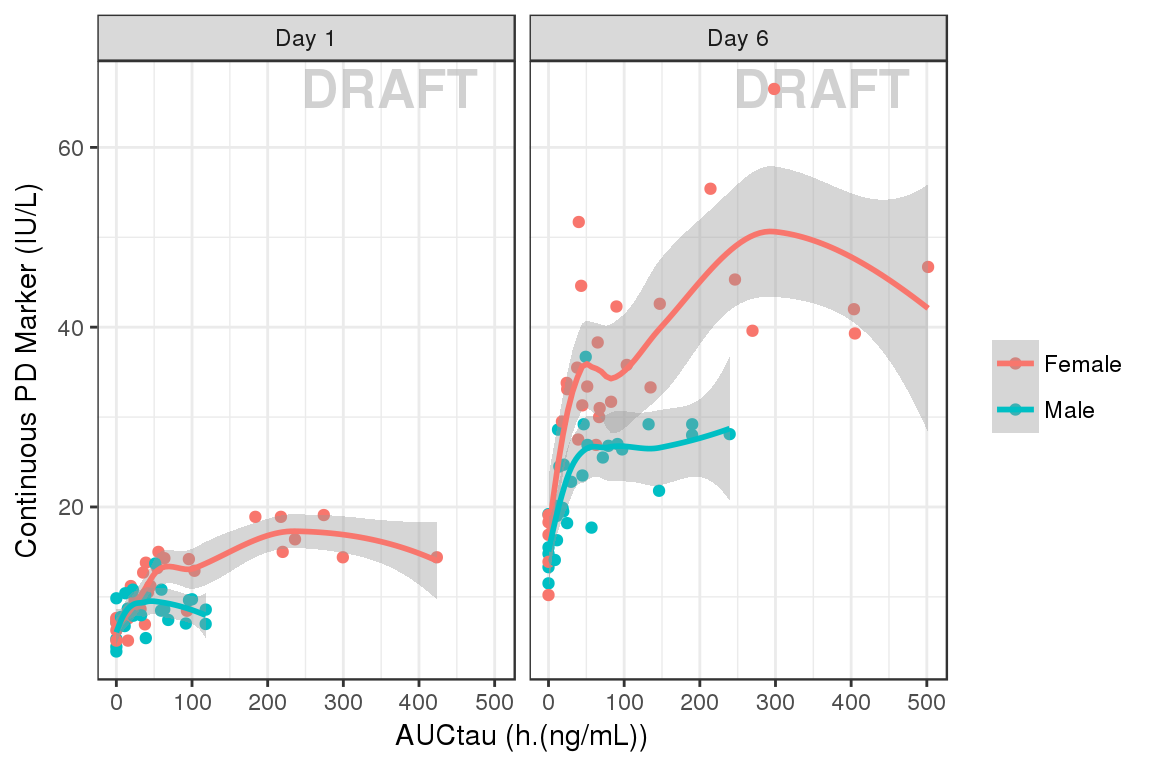 Day 1
Day 6
DRAFT
DRAFT
Continuous PD Marker (IU/L)
60
40
20
0 100 200 300 400 500
0 100 200 300 400 500
AUCtau (h.(ng/mL))
Female
Male